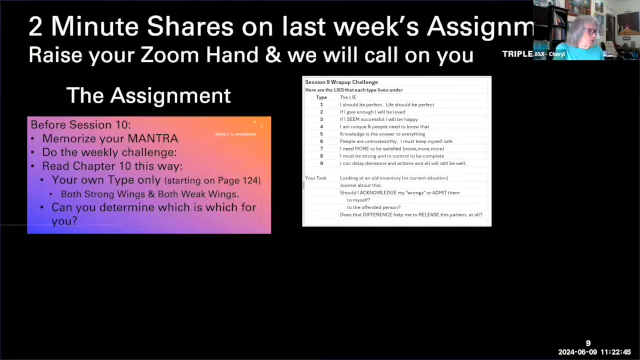 2 Minute Shares on last week's Assignm
Raise your Zoom Hand & we will call on you
TRIPLE
ISX - Cheryl
The Assignment
Before Session 10:
• Memorize your MANTRA
• Do the weekly challenge:
• Read Chapter 10 this way:
• Your own Type only (starting on Page 124)
• Both Strong Wings & Both Weak Wings.
• Can you determine which is which for
you?
Session 9 Wrapup Challenge
Here are the LIES that each type lives under
Type The LIE
1 I should be perfect. Life should be perfect
2 If I give enough I will be loved
3 If I SEEM successful I will be happy
4 I am unique & people need to know that
5 Knowledge is the answer to everything
6 People are untrustworthy. I must keep myself safe
7 I need MORE to be satisfied (more,more,more)
8 I must be strong and in control to be complete
9 I can delay decisions and actions and all will still be well.
Your Task Looking at an old inventory (or current situation)
Journal about this:
Should I ACKNOWLEDGE my "wrongs" or ADMIT them
to myself?
to the offended person?
Does that DIFFERENCE help me to RELEASE this pattern, at all?
9
2024-06-09 11:22:45